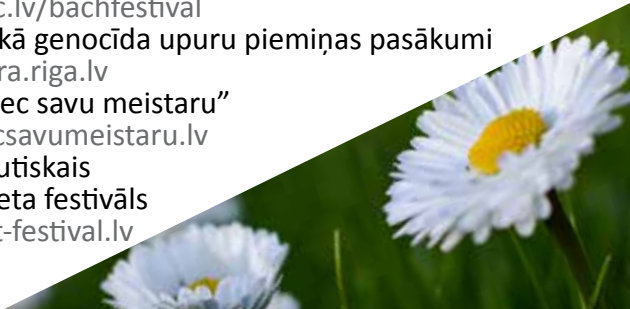 c.lv/bachfestival
kā genocīda upuru piemiņas pasākumi
ra.riga.lv
ec savu meistaru”
csavumeistaru.lv
utiskais
eta festivāls
t-festival.lv